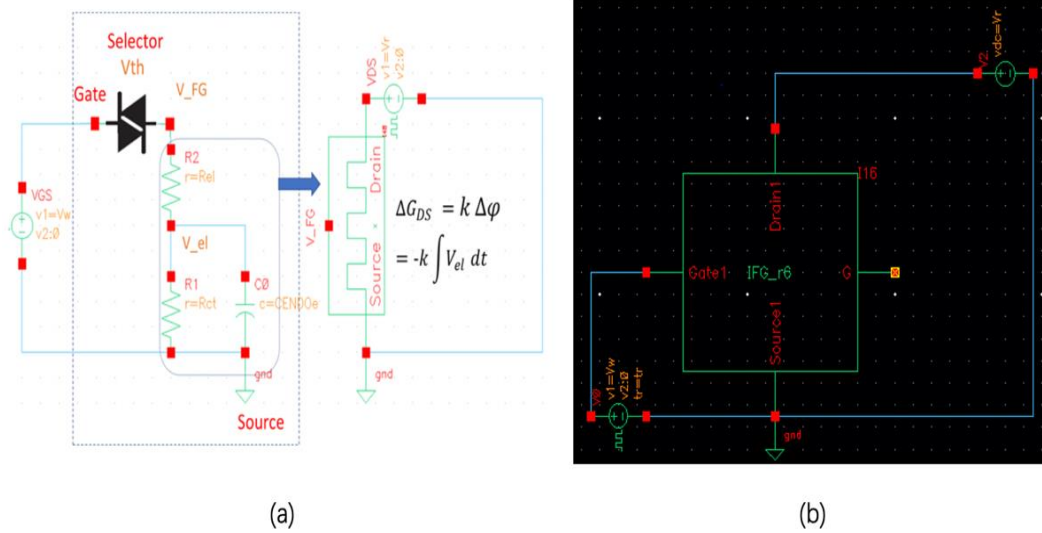 Selector
Vth
Gate
V_FG
R2
r=Rel
VGS
v1=Vw
v2:0
V_el
R1
r=Rct
C0
c=CENDOe
gnd
Source
VDS
v1=Vr
v2:0
Drain
V_FG
Source
gnd
ΔG_DS = k Δφ
= -k ∫ V_el dt
(a)
V2
vdc=Vr
I16
Drain1
Gate1
IFG_r6
G
Source1
V0
v1=Vw
v2:0
tr=tr
gnd
(b)